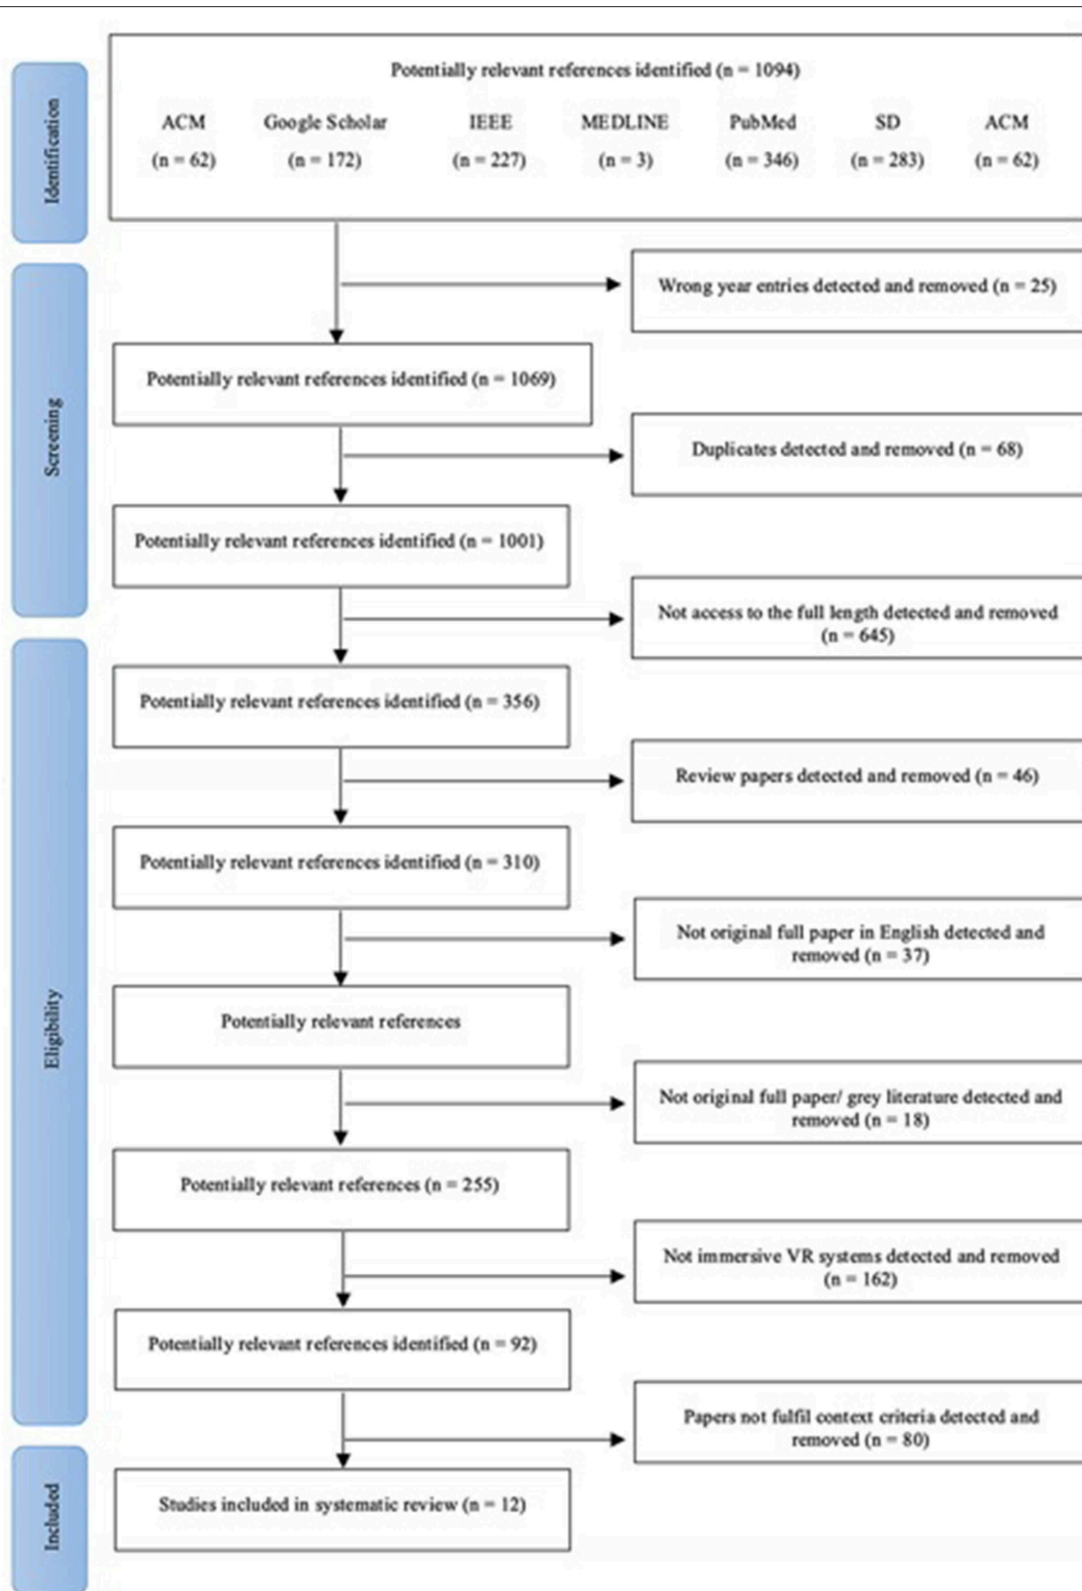 Identification
Potentially relevant references identified (n = 1094)
ACM Google Scholar IEEE MEDLINE PubMed SD ACM
(n = 62) (n = 172) (n = 227) (n = 3) (n = 346) (n = 283) (n = 62)
Screening
Wrong year entries detected and removed (n = 25)
Potentially relevant references identified (n = 1069)
Duplicates detected and removed (n = 68)
Potentially relevant references identified (n = 1001)
Not access to the full length detected and removed
(n = 645)
Eligibility
Potentially relevant references identified (n = 356)
Review papers detected and removed (n = 46)
Potentially relevant references identified (n = 310)
Not original full paper in English detected and
removed (n = 37)
Potentially relevant references
Not original full paper/ grey literature detected and
removed (n = 18)
Potentially relevant references (n = 255)
Not immersive VR systems detected and removed
(n = 162)
Potentially relevant references identified (n = 92)
Papers not fulfil context criteria detected and
removed (n = 80)
Included
Studies included in systematic review (n = 12)